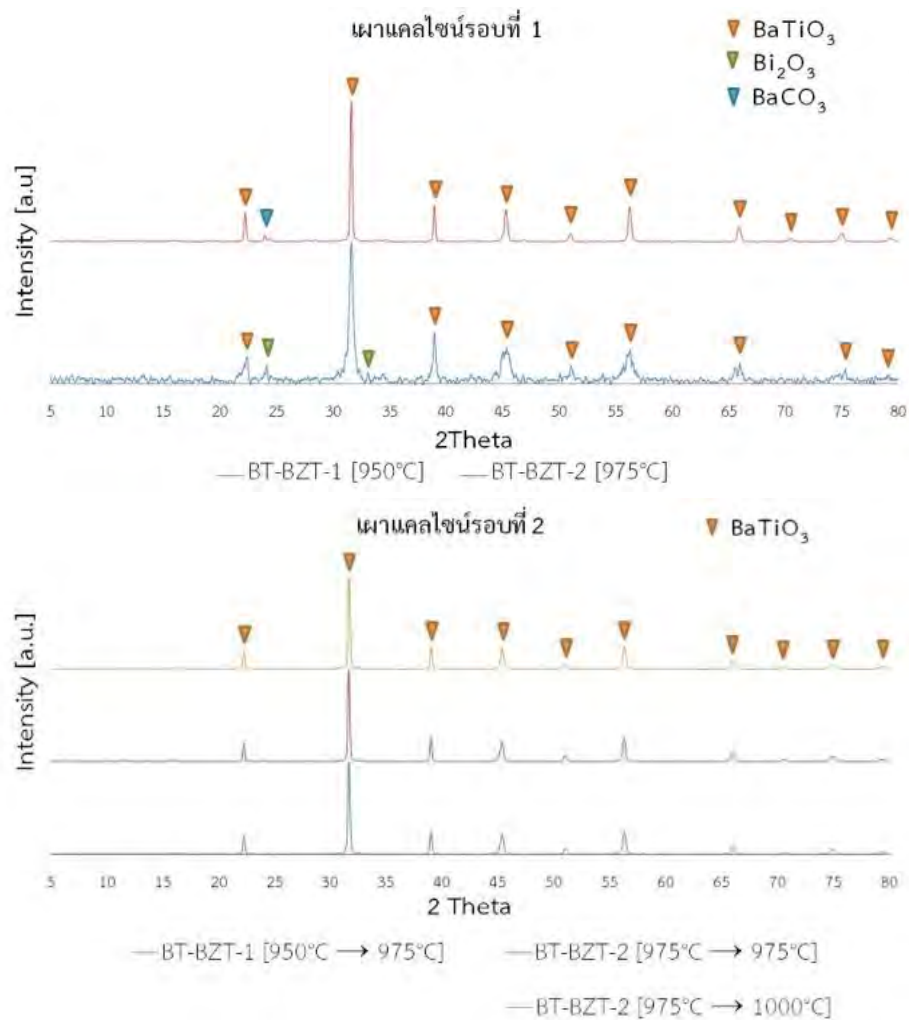 เผาแคลไซน์รอบที่ 1
BaTiO₃
Bi₂O₃
BaCO₃
Intensity [a.u]
5 10 15 20 25 30 35 40 45 50 55 60 65 70 75 80
2Theta
BT-BZT-1 [950°C] BT-BZT-2 [975°C]
เผาแคลไซน์รอบที่ 2
BaTiO₃
Intensity [a.u.]
5 10 15 20 25 30 35 40 45 50 55 60 65 70 75 80
2 Theta
BT-BZT-1 [950°C → 975°C] BT-BZT-2 [975°C → 975°C]
BT-BZT-2 [975°C → 1000°C]